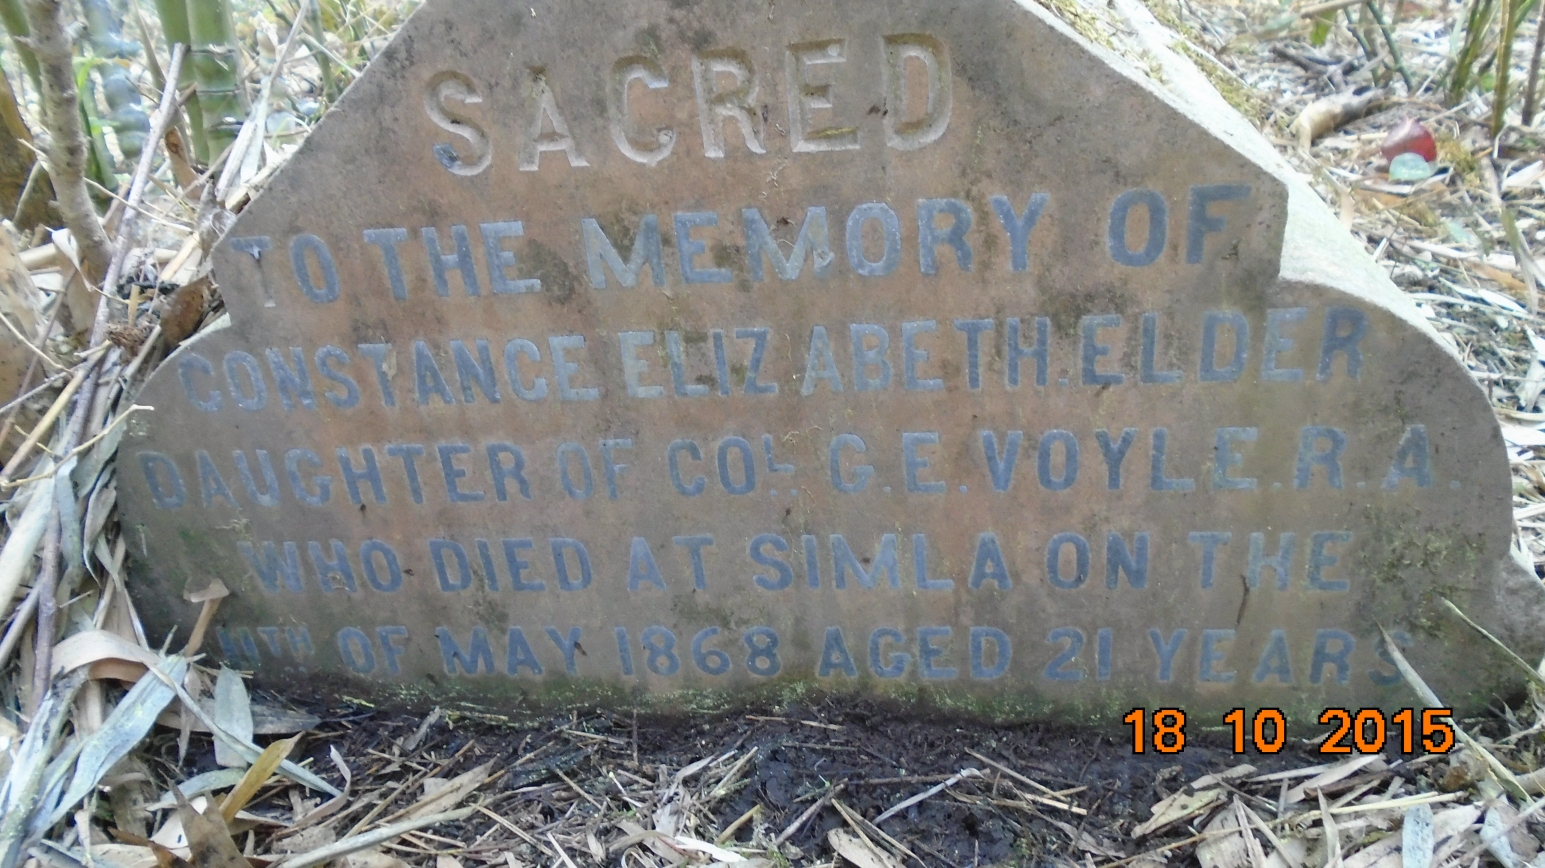 SACRED
TO THE MEMORY OF
CONSTANCE ELIZABETH. ELDER
DAUGHTER OF COL. G.E. VOYLE. R.A.
WHO DIED AT SIMLA ON THE
11TH OF MAY 1868 AGED 21 YEARS
18 10 2015